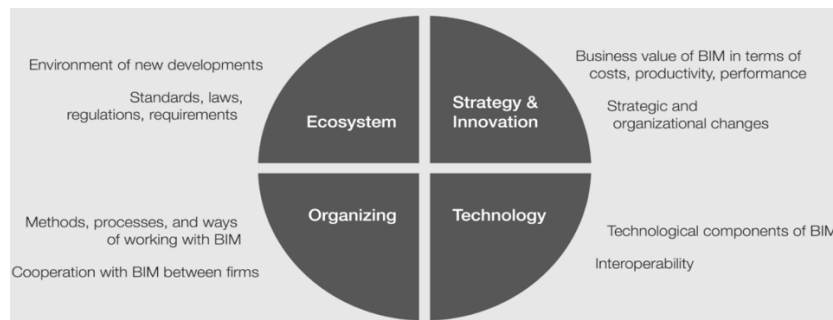 Environment of new developments
Standards, laws,
regulations, requirements
Ecosystem
Strategy &
Innovation
Business value of BIM in terms of
costs, productivity, performance
Strategic and
organizational changes
Methods, processes, and ways
of working with BIM
Cooperation with BIM between firms
Organizing
Technology
Technological components of BIM
Interoperability